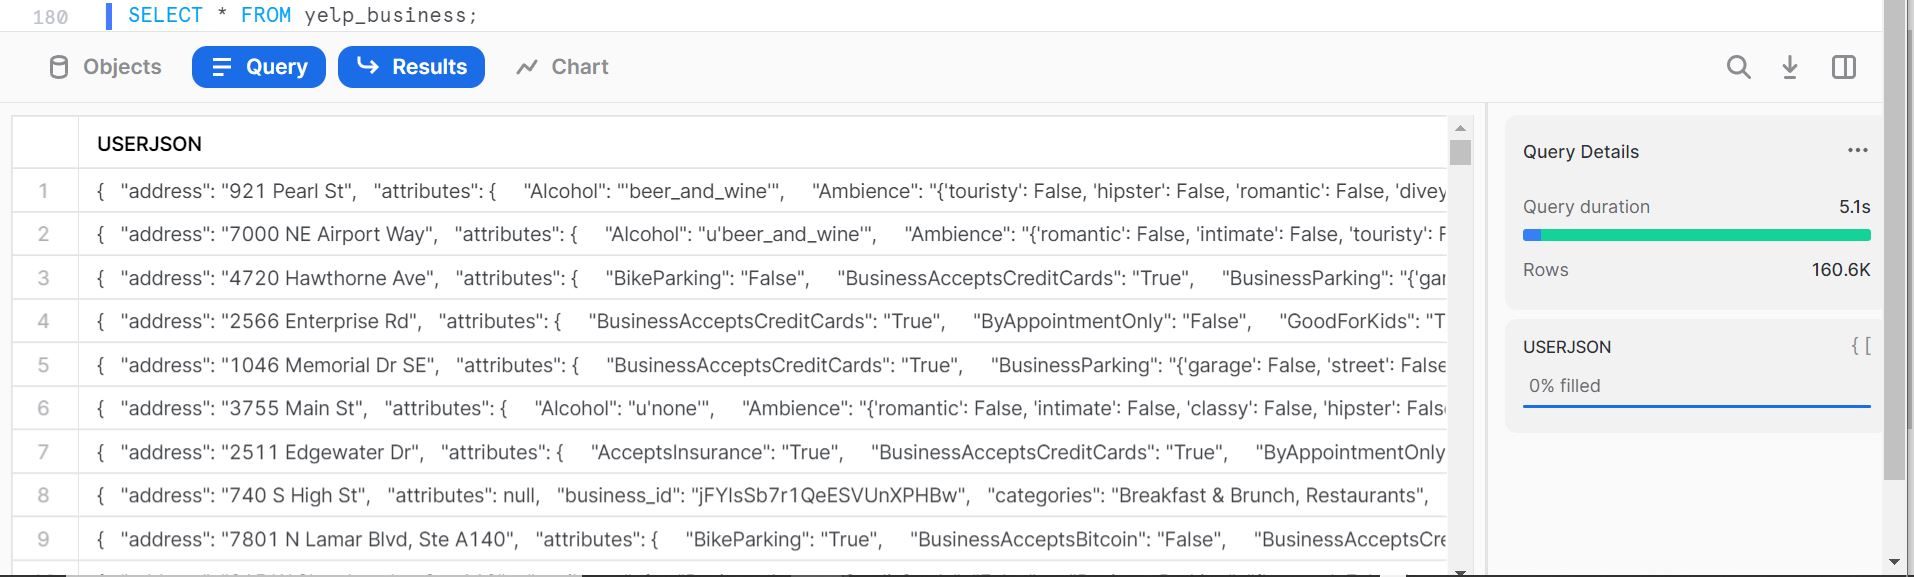 180 SELECT * FROM yelp_business;
Objects Query Results Chart
USERJSON
1 { "address": "921 Pearl St", "attributes": { "Alcohol": "'beer_and_wine'", "Ambience": "{'touristy': False, 'hipster': False, 'romantic': False, 'divey
2 { "address": "7000 NE Airport Way", "attributes": { "Alcohol": "u'beer_and_wine'", "Ambience": "{'romantic': False, 'intimate': False, 'touristy': F
3 { "address": "4720 Hawthorne Ave", "attributes": { "BikeParking": "False", "BusinessAcceptsCreditCards": "True", "BusinessParking": "{'gar
4 { "address": "2566 Enterprise Rd", "attributes": { "BusinessAcceptsCreditCards": "True", "ByAppointmentOnly": "False", "GoodForKids": "T
5 { "address": "1046 Memorial Dr SE", "attributes": { "BusinessAcceptsCreditCards": "True", "BusinessParking": "{'garage': False, 'street': False
6 { "address": "3755 Main St", "attributes": { "Alcohol": "u'none'", "Ambience": "{'romantic': False, 'intimate': False, 'classy': False, 'hipster': Fals
7 { "address": "2511 Edgewater Dr", "attributes": { "AcceptsInsurance": "True", "BusinessAcceptsCreditCards": "True", "ByAppointmentOnly
8 { "address": "740 S High St", "attributes": null, "business_id": "jFYIsSb7r1QeESVUnXPHBw", "categories": "Breakfast & Brunch, Restaurants",
9 { "address": "7801 N Lamar Blvd, Ste A140", "attributes": { "BikeParking": "True", "BusinessAcceptsBitcoin": "False", "BusinessAcceptsCre
Query Details
Query duration 5.1s
Rows 160.6K
USERJSON { [
0% filled